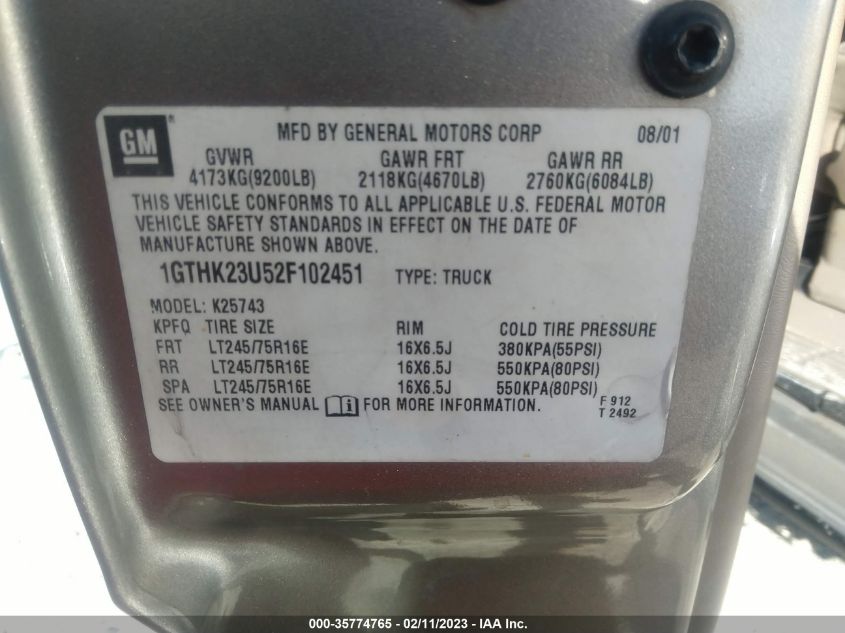 GM ® MFD BY GENERAL MOTORS CORP 08/01
GVWR GAWR FRT GAWR RR
4173KG(9200LB) 2118KG(4670LB) 2760KG(6084LB)
THIS VEHICLE CONFORMS TO ALL APPLICABLE U.S. FEDERAL MOTOR
VEHICLE SAFETY STANDARDS IN EFFECT ON THE DATE OF
MANUFACTURE SHOWN ABOVE.
1GTHK23U52F102451 TYPE: TRUCK
MODEL: K25743
KPFQ TIRE SIZE RIM COLD TIRE PRESSURE
FRT LT245/75R16E 16X6.5J 380KPA(55PSI)
RR LT245/75R16E 16X6.5J 550KPA(80PSI)
SPA LT245/75R16E 16X6.5J 550KPA(80PSI)
SEE OWNER'S MANUAL FOR MORE INFORMATION. F 912
T 2492
000-35774765 - 02/11/2023 - IAA Inc.